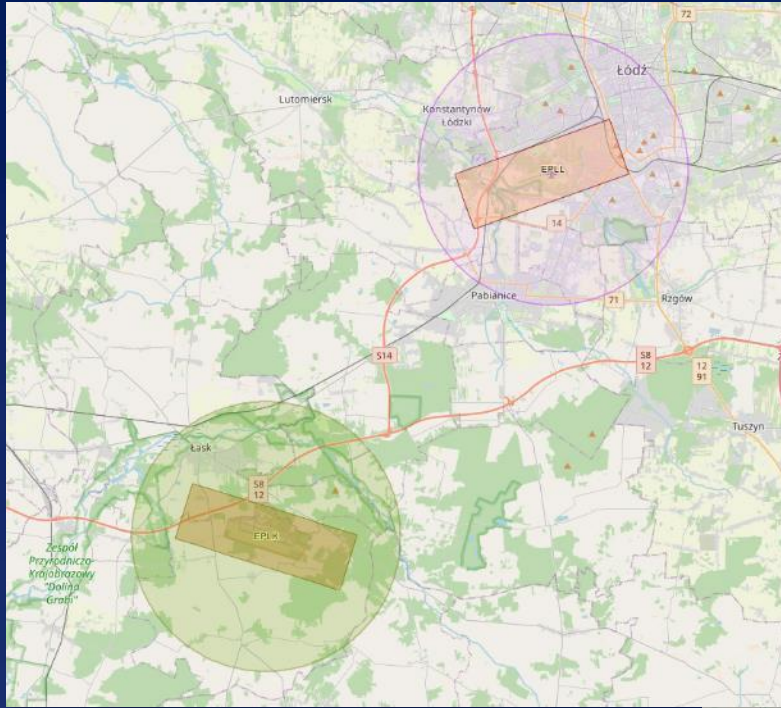 72
Łódź
Lutomiersk
Konstantynów
Łódzki
EPLL
14
Pabianice
71
Rzgów
S14
S8
12
12
91
Tuszyn
Łask
S8
12
EPLK
Zespół
Przyrodniczo-
Krajobrazowy
"Dolina
Grabi"